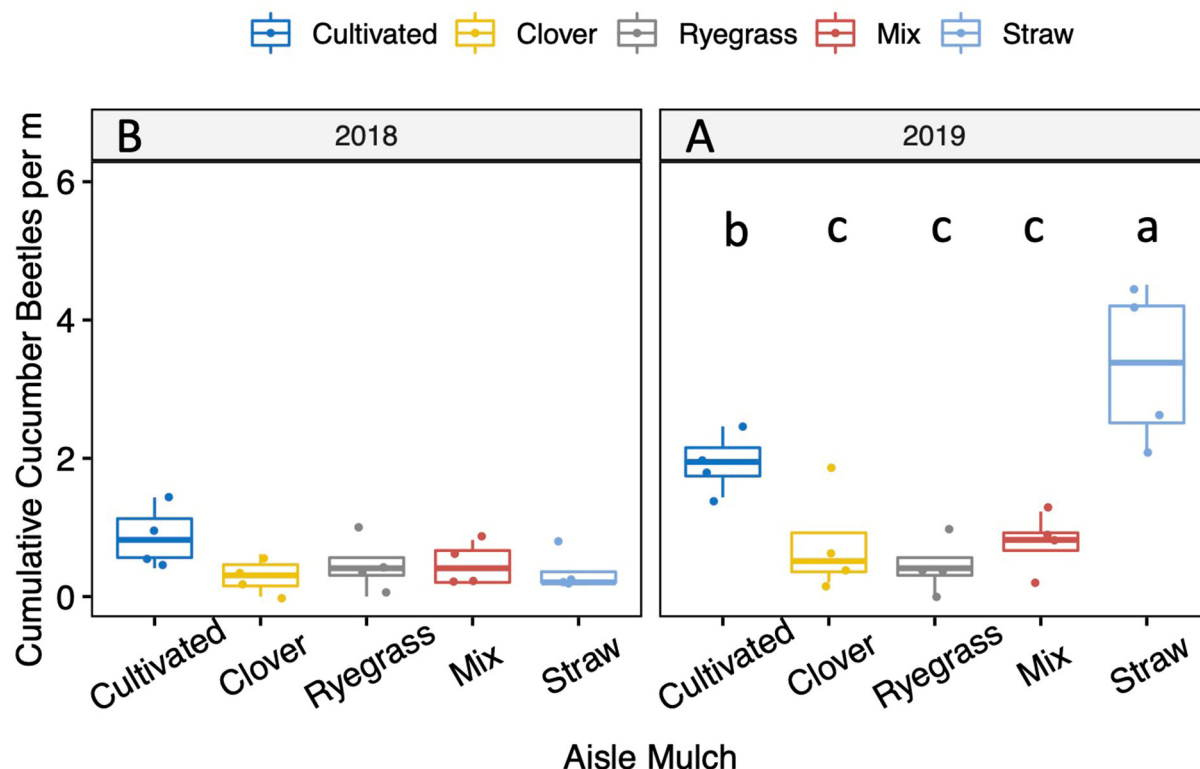 Cultivated Clover Ryegrass Mix Straw
Cumulative Cucumber Beetles per m
B 2018
A 2019
6
4
2
0
b c c c a
Cultivated Clover Ryegrass Mix Straw
Cultivated Clover Ryegrass Mix Straw
Aisle Mulch